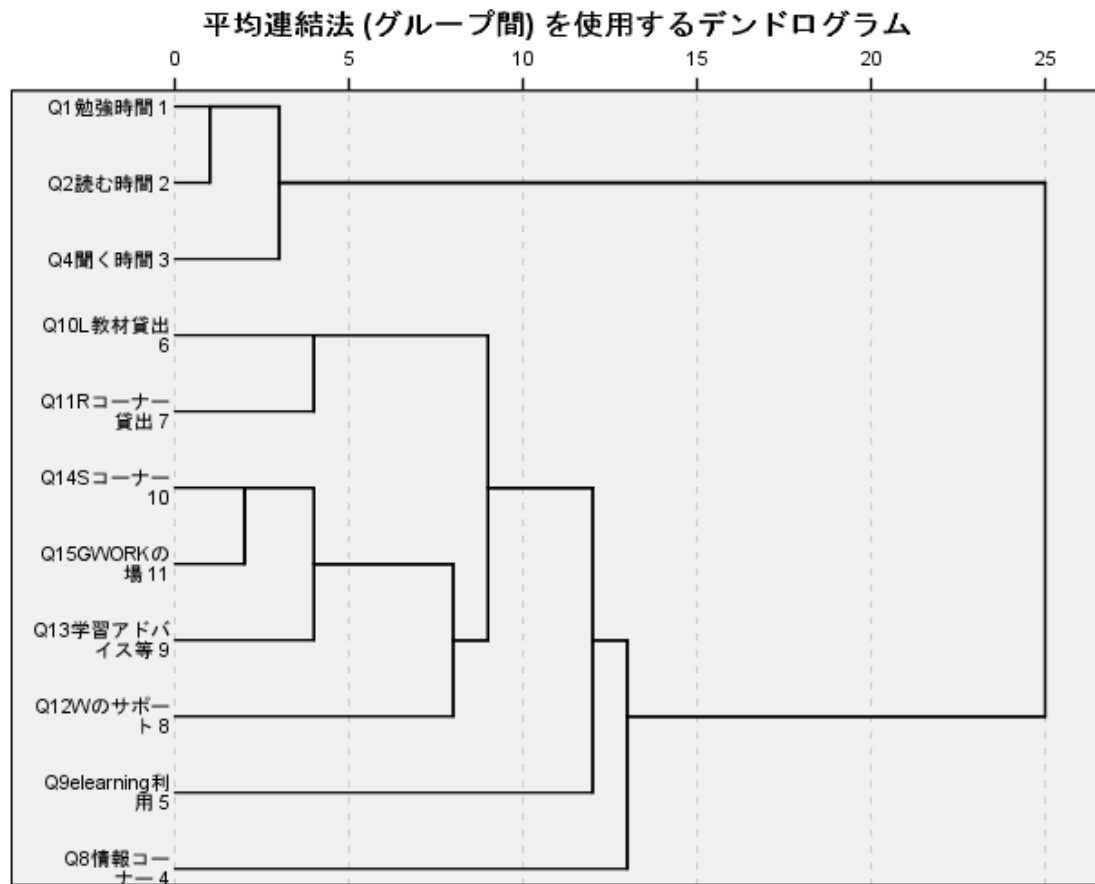 平均連結法 (グループ間) を使用するデンドログラム
0 5 10 15 20 25
Q1勉強時間 1
Q2読む時間 2
Q4聞く時間 3
Q10L教材貸出
6
Q11Rコーナー
貸出 7
Q14Sコーナー
10
Q15GWORKの
場 11
Q13学習アドバ
イス等 9
Q12Wのサポー
ト 8
Q9elearning利
用 5
Q8情報コー
ナー 4